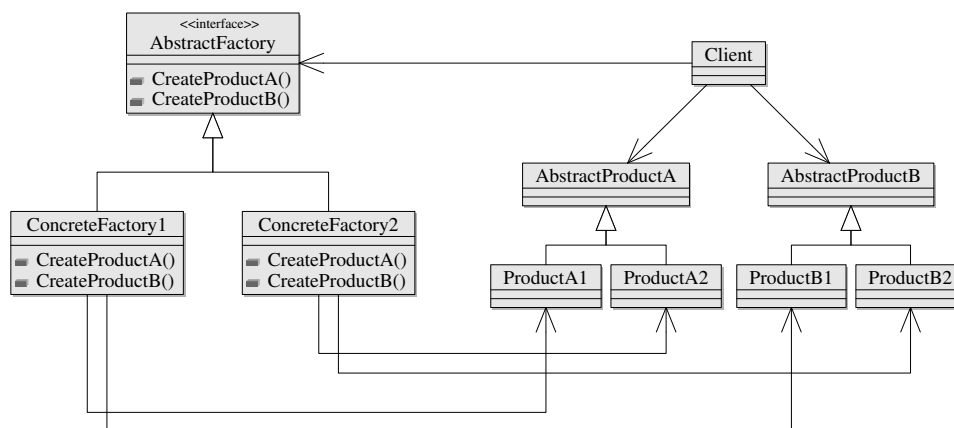 <<interface>>
AbstractFactory
CreateProductA()
CreateProductB()
Client
AbstractProductA
AbstractProductB
ConcreteFactory1
CreateProductA()
CreateProductB()
ConcreteFactory2
CreateProductA()
CreateProductB()
ProductA1
ProductA2
ProductB1
ProductB2